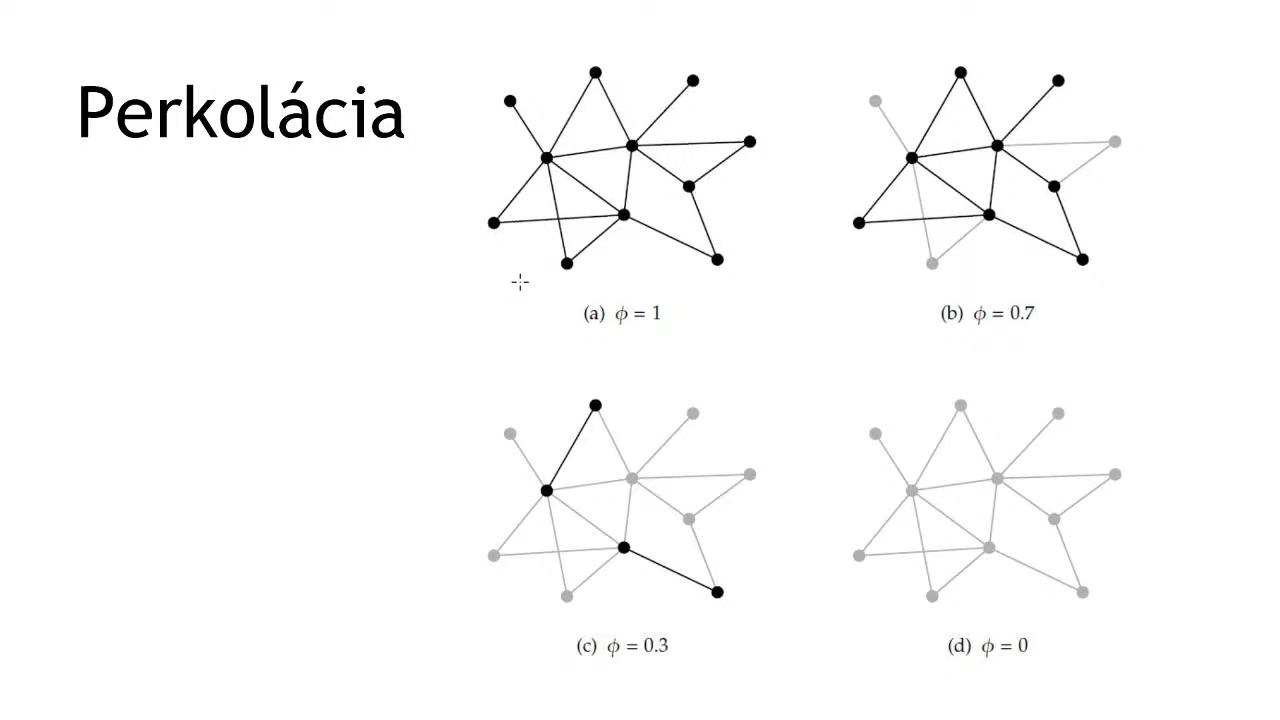 Perkolácia
(a) ϕ = 1
(b) ϕ = 0.7
(c) ϕ = 0.3
(d) ϕ = 0